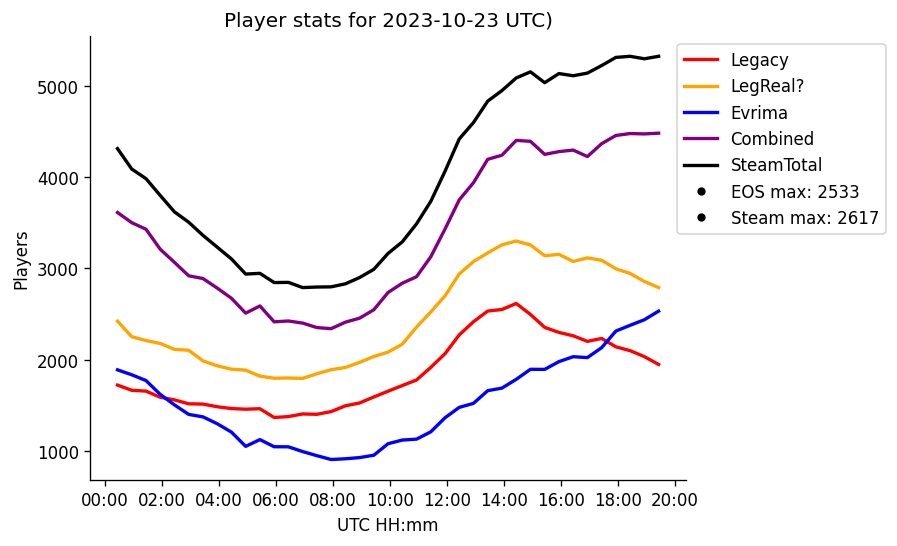 Player stats for 2023-10-23 UTC)
Legacy
LegReal?
Evrima
Combined
SteamTotal
EOS max: 2533
Steam max: 2617
Players
5000
4000
3000
2000
1000
00:00 02:00 04:00 06:00 08:00 10:00 12:00 14:00 16:00 18:00 20:00
UTC HH:mm